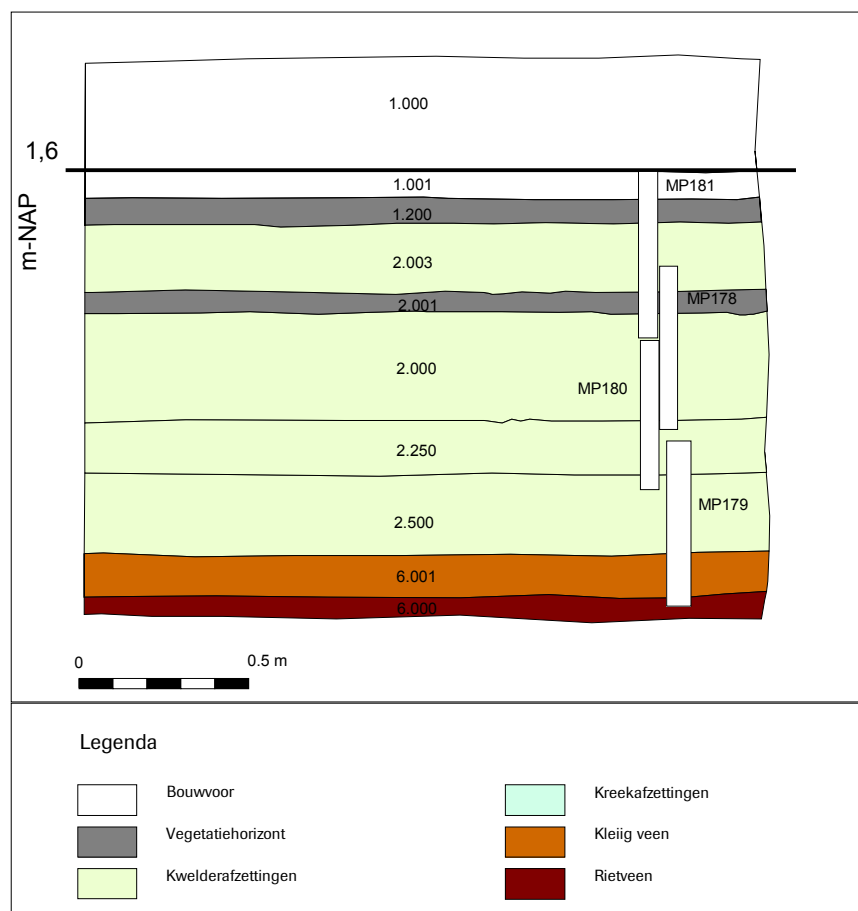 1.000
1,6
m-NAP
1.001
MP181
1.200
2.003
2.001
MP178
2.000
MP180
2.250
2.500
MP179
6.001
6.000
0 0.5 m
Legenda
Bouwvoor
Vegetatiehorizont
Kwelderafzettingen
Kreekafzettingen
Kleiig veen
Rietveen